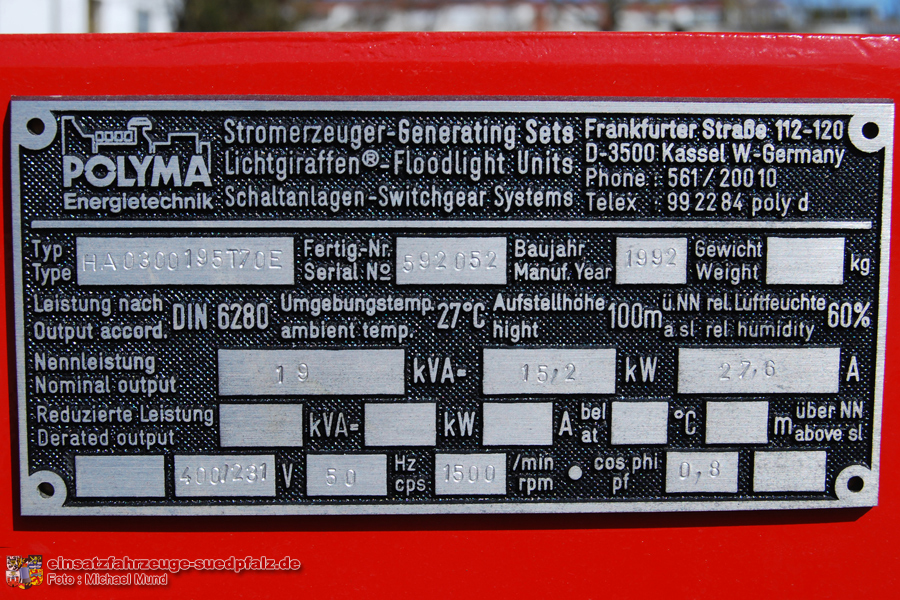 POLYMA
Energietechnik
Stromerzeuger-Generating Sets
Lichtgiraffen®-Floodlight Units
Schaltanlagen-Switchgear Systems
Frankfurter Straße 112-120
D-3500 Kassel W-Germany
Phone : 561/200 10
Telex : 99 22 84 poly d
Typ
Type
HA0300195T70E
Fertig-Nr.
Serial No
592052
Baujahr
Manuf. Year
1992
Gewicht
Weight
kg
Leistung nach
Output accord.
DIN 6280
Umgebungstemp.
ambient temp.
27°C
Aufstellhöhe
hight
100m
ü.NN rel. Luftfeuchte
a.sl rel humidity
60%
Nennleistung
Nominal output
19 kVA= 15,2 kW 27,6 A
Reduzierte Leistung
Derated output
kVA= kW A
bei
at
°C m
über NN
above sl
400/231 V 50
Hz
cps
1500
/min
rpm
cos phi
pf
0,8
einsatzfahrzeuge-suedpfalz.de
Foto : Michael Mund